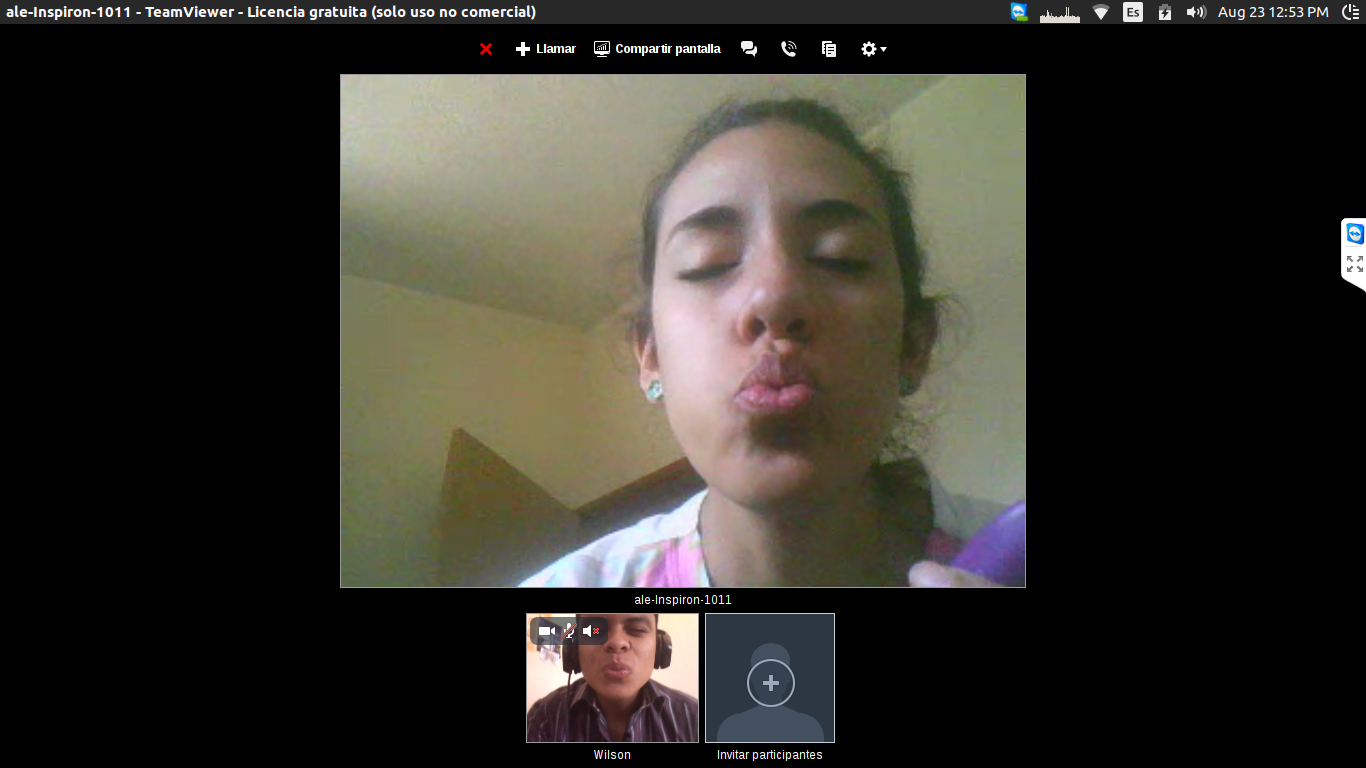 ale-Inspiron-1011 - TeamViewer - Licencia gratuita (solo uso no comercial)
Es
Aug 23 12:53 PM
Llamar
Compartir pantalla
ale-Inspiron-1011
Wilson
Invitar participantes